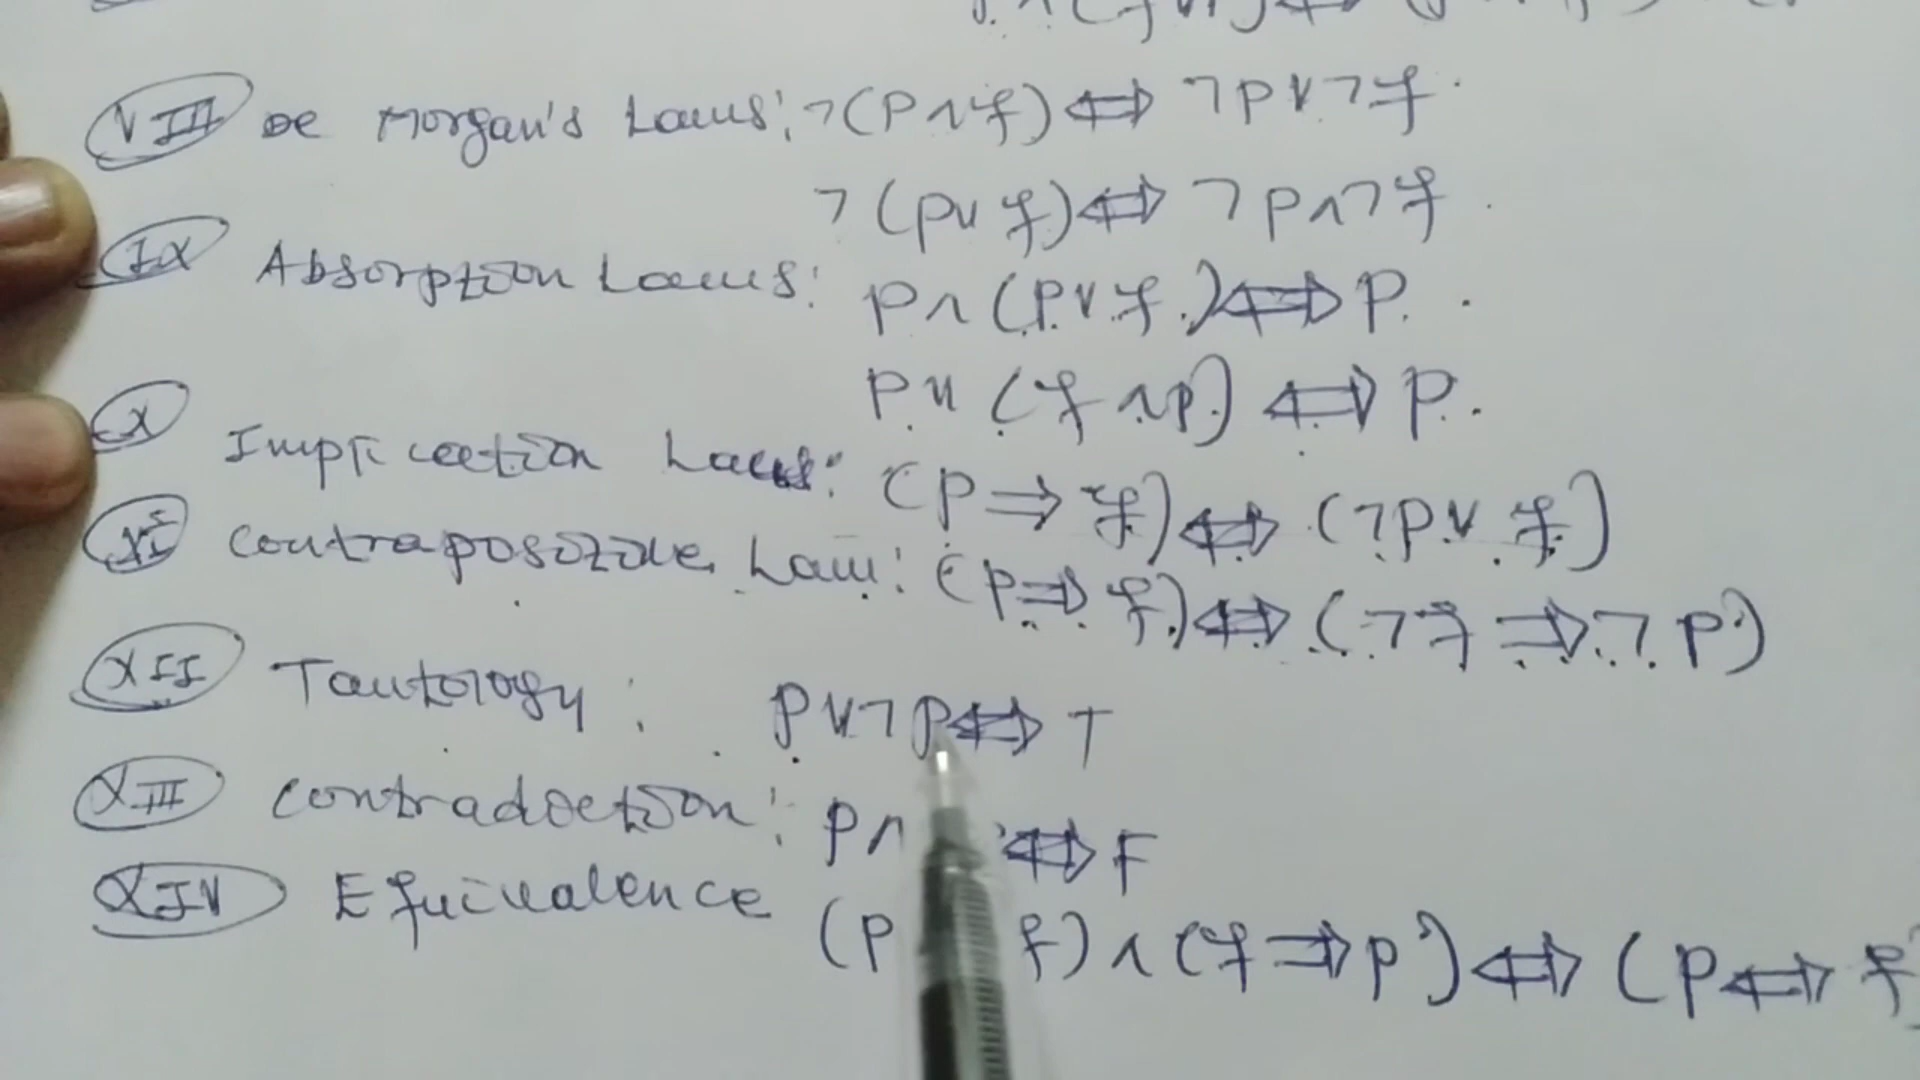 VIII De Morgan's Laws: ¬(p∧q) ⇔ ¬p∨¬q.
¬(p∨q) ⇔ ¬p∧¬q.
IX Absorption Laws: p∧(p∨q) ⇔ p.
p∨(q∧p) ⇔ p.
X Implication Laws: (p⇒q) ⇔ (¬p∨q)
XI Contrapositive Law: (p⇒q) ⇔ (¬q⇒¬p)
XII Tautology: p∨¬p ⇔ T
XIII Contradiction: p∧ ⇔ F
XIV Equivalence (p q)∧(q⇒p) ⇔ (p⇔q)